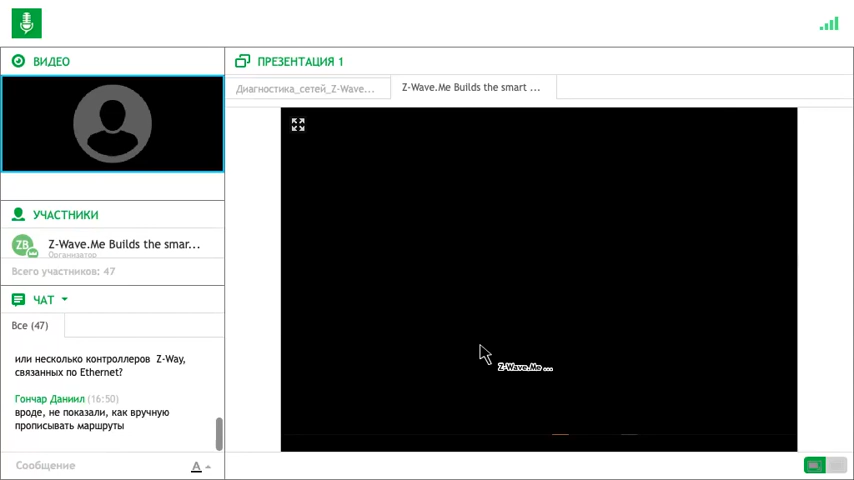 ВИДЕО
ПРЕЗЕНТАЦИЯ 1
Диагностика_сетей_Z-Wave...
Z-Wave.Me Builds the smart ...
УЧАСТНИКИ
ZB
Z-Wave.Me Builds the smar...
Организатор
Всего участников: 47
ЧАТ
Все (47)
или несколько контроллеров Z-Way,
связанных по Ethernet?
Гончар Даниил (16:50)
вроде, не показали, как вручную
прописывать маршруты
Сообщение
A
Z-Wave.Me ...